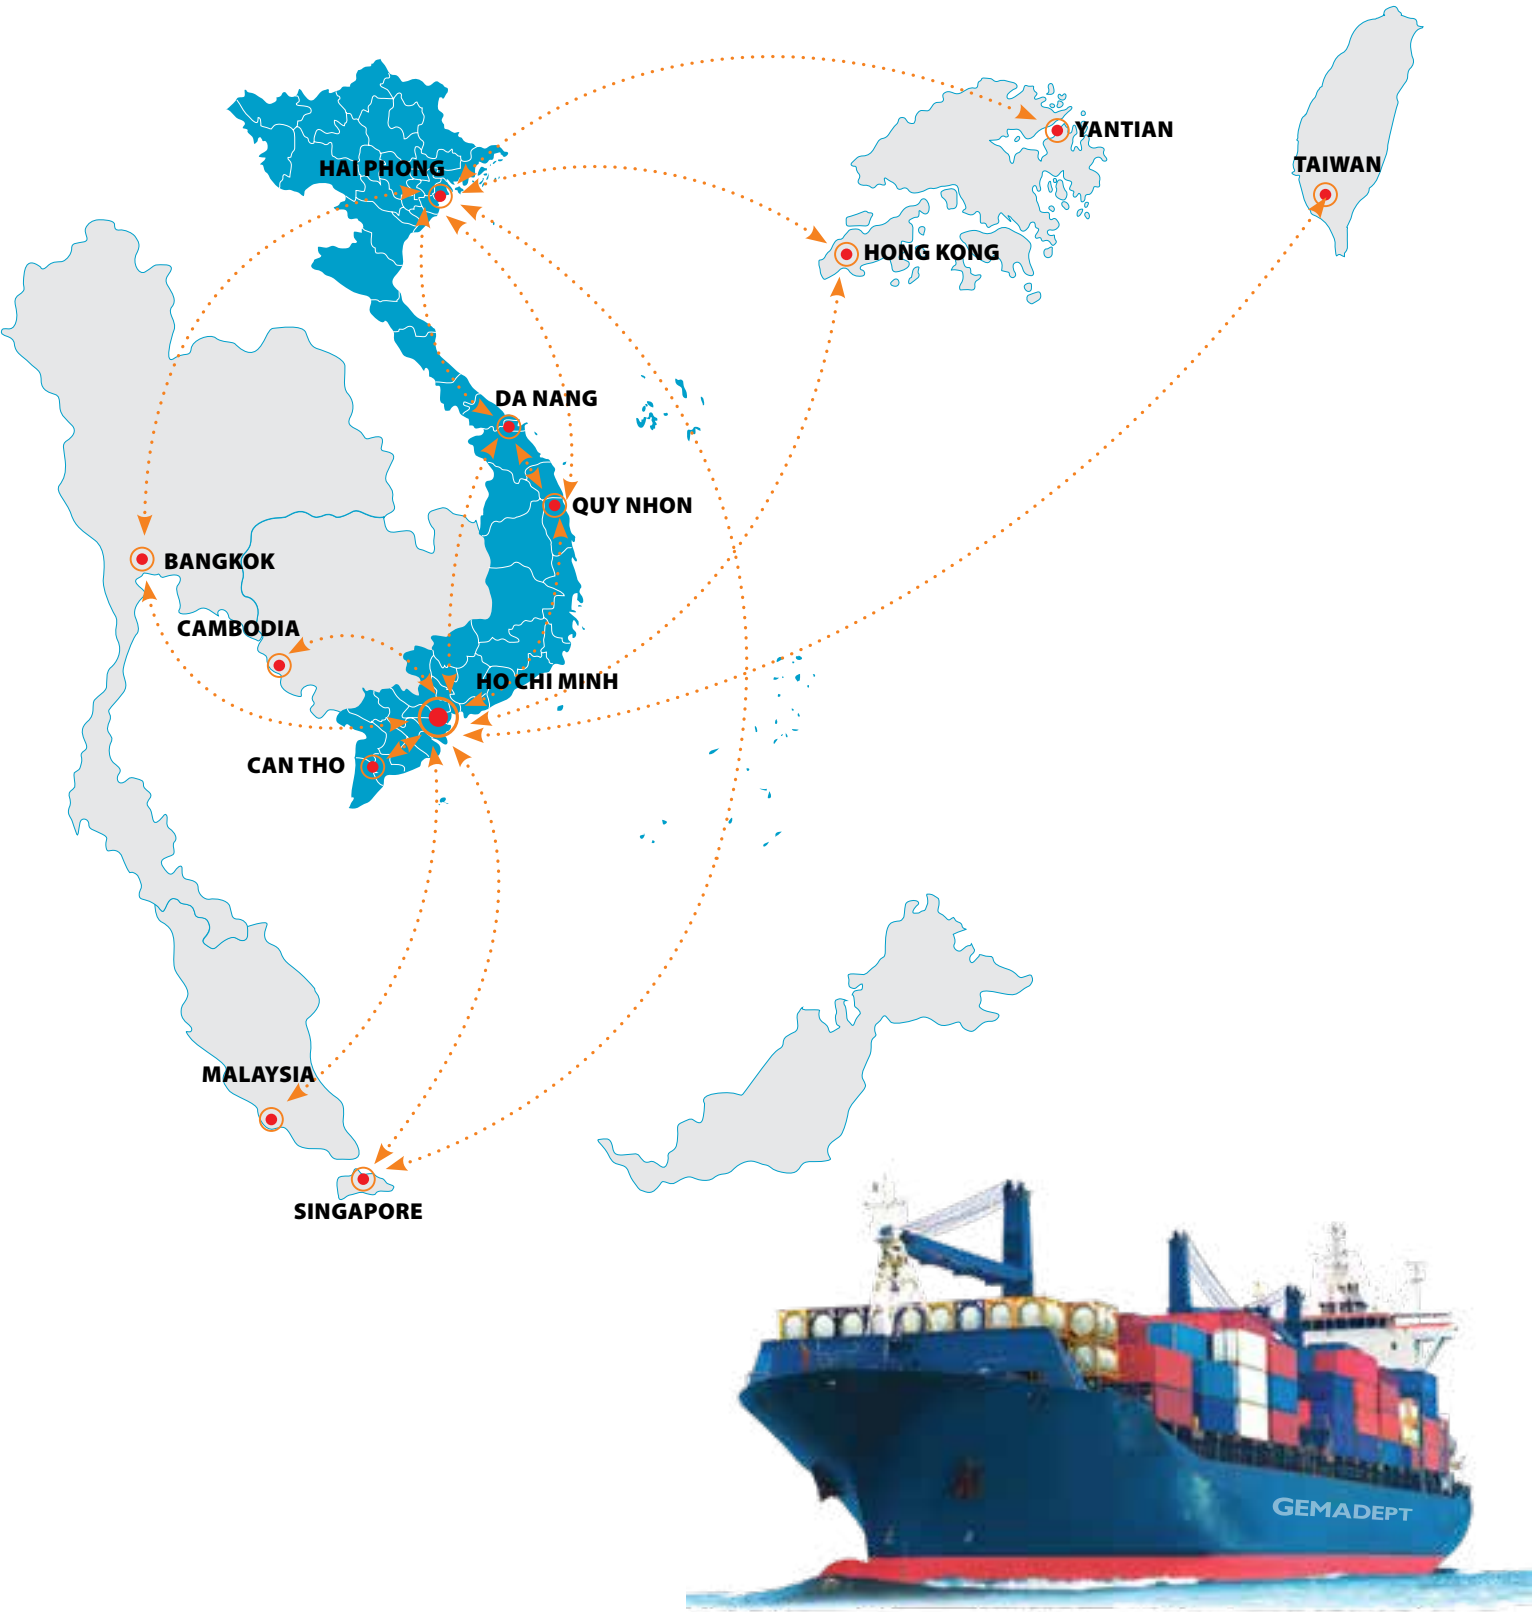 YANTIAN
TAIWAN
HAI PHONG
HONG KONG
DA NANG
QUY NHON
BANGKOK
CAMBODIA
HO CHI MINH
CAN THO
MALAYSIA
SINGAPORE
GEMADEPT